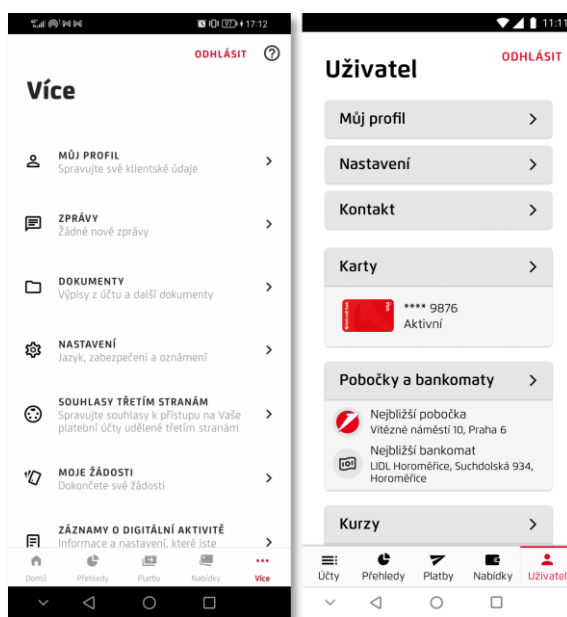 17:12
ODHLÁSIT
Více
MŮJ PROFIL
Spravujte své klientské údaje
ZPRÁVY
Žádné nové zprávy
DOKUMENTY
Výpisy z účtu a další dokumenty
NASTAVENÍ
Jazyk, zabezpečení a oznámení
SOUHLASY TŘETÍM STRANÁM
Spravujte souhlasy k přístupu na Vaše
platební účty udělené třetím stranám
MOJE ŽÁDOSTI
Dokončete své žádosti
ZÁZNAMY O DIGITÁLNÍ AKTIVITĚ
Informace a nastavení, které jste
Domů Přehledy Platby Nabídky Více
11:11
ODHLÁSIT
Uživatel
Můj profil
Nastavení
Kontakt
Karty
**** 9876
Aktivní
Pobočky a bankomaty
Nejbližší pobočka
Vítězné náměstí 10, Praha 6
Nejbližší bankomat
LIDL Horoměřice, Suchdolská 934,
Horoměřice
Kurzy
Účty Přehledy Platby Nabídky Uživatel